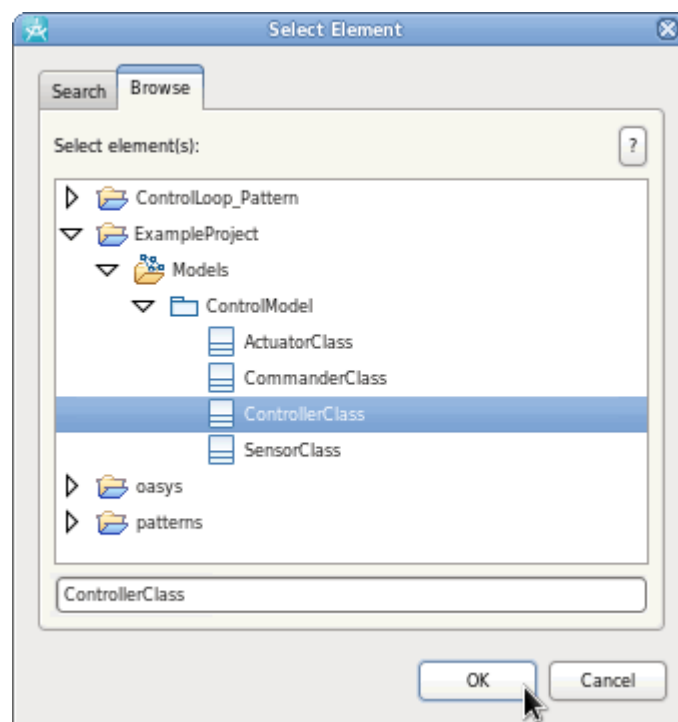 Select Element
Search Browse
Select element(s): ?
ControlLoop_Pattern
ExampleProject
Models
ControlModel
ActuatorClass
CommanderClass
ControllerClass
SensorClass
oasys
patterns
ControllerClass
OK Cancel